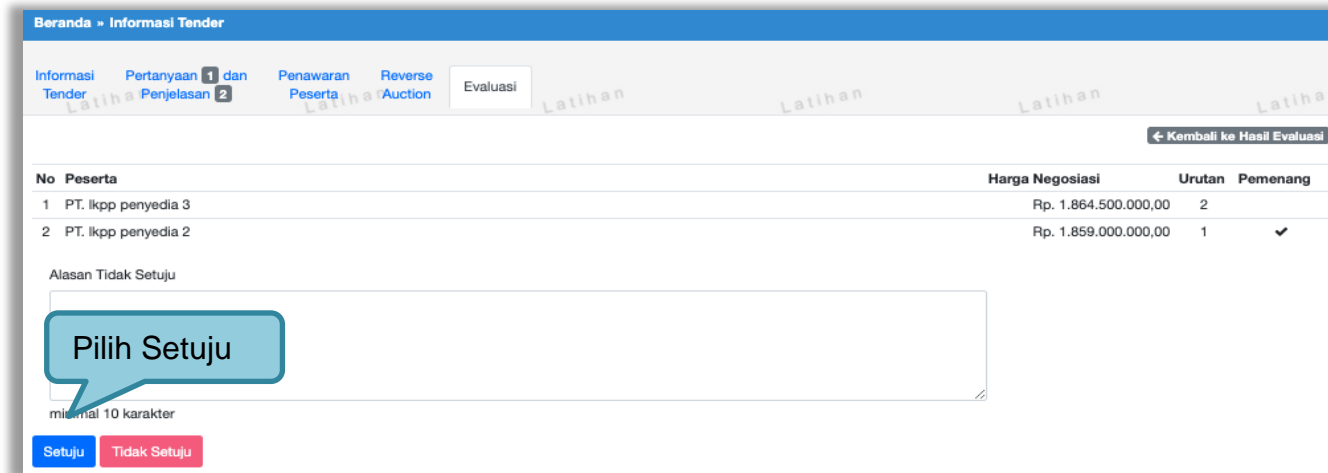 Beranda » Informasi Tender
Informasi Tender
Pertanyaan 1 dan Penjelasan 2
Penawaran Peserta
Reverse Auction
Evaluasi
Latihan Latihan Latihan Latihan Latihan Latiha
← Kembali ke Hasil Evaluasi
No Peserta Harga Negosiasi Urutan Pemenang
1 PT. lkpp penyedia 3 Rp. 1.864.500.000,00 2
2 PT. lkpp penyedia 2 Rp. 1.859.000.000,00 1 ✔
Alasan Tidak Setuju
Pilih Setuju
minimal 10 karakter
Setuju Tidak Setuju